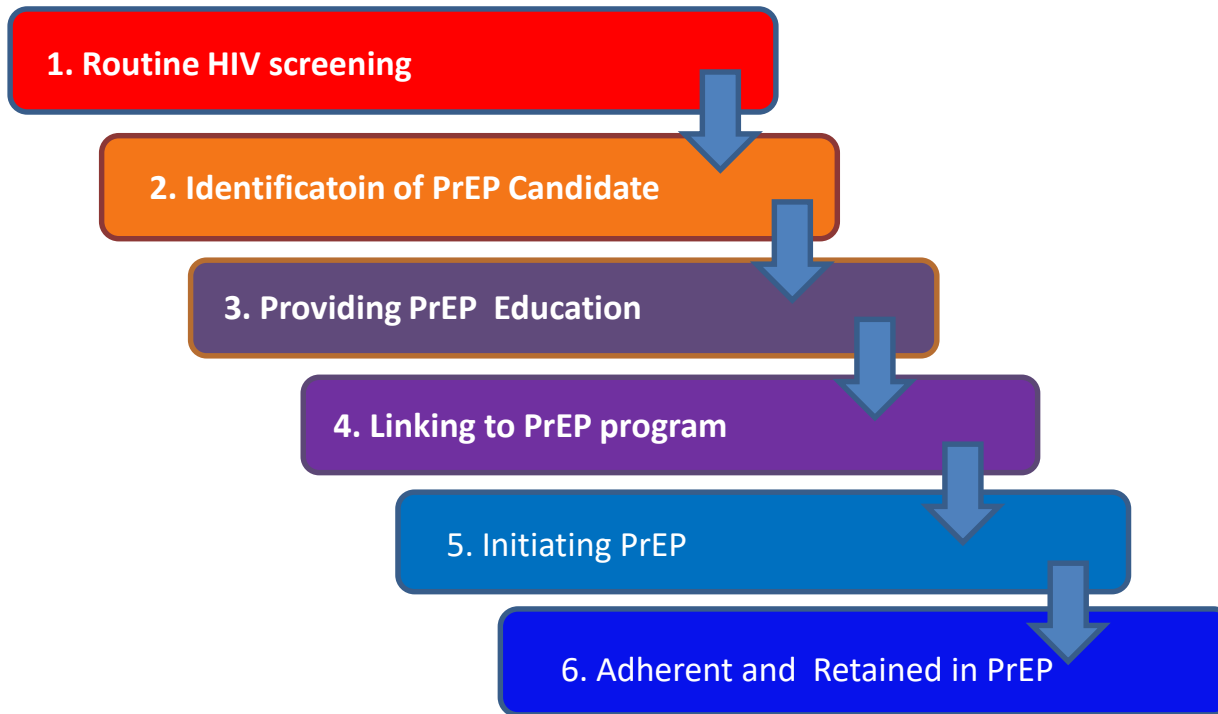 1. Routine HIV screening
2. Identificatoin of PrEP Candidate
3. Providing PrEP  Education
4. Linking to PrEP program
5. Initiating PrEP
6. Adherent and  Retained in PrEP